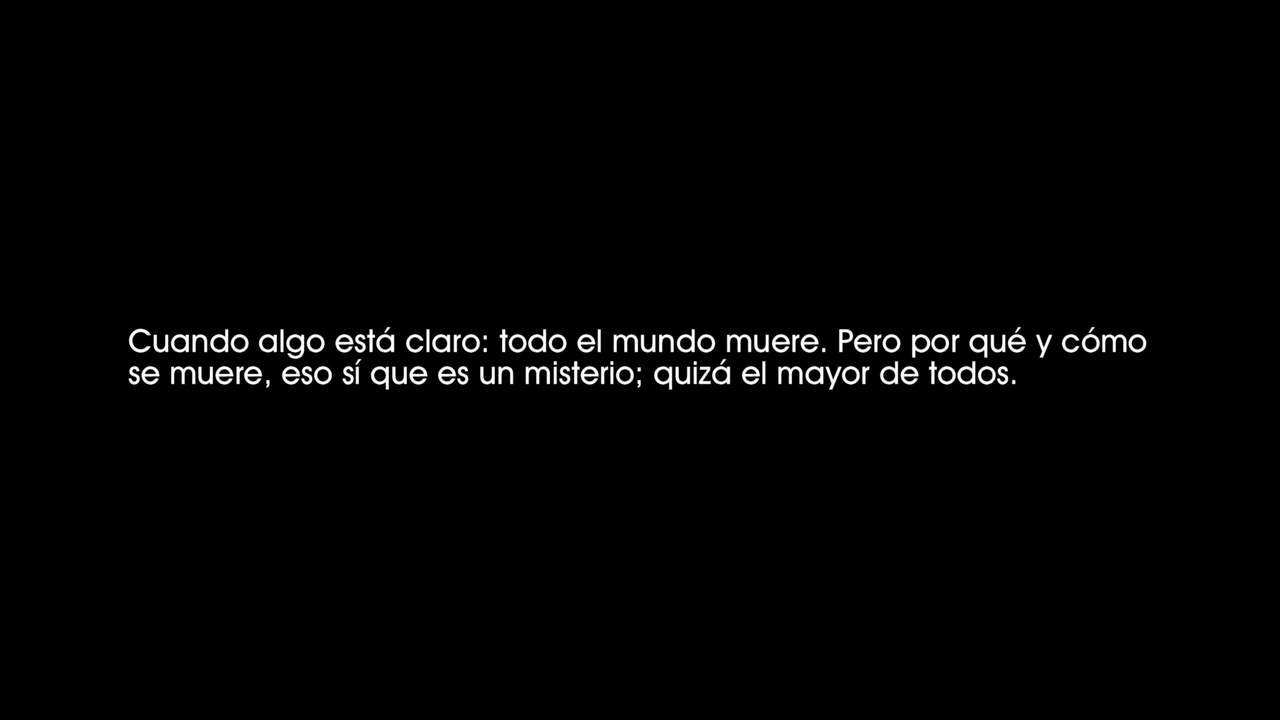 Cuando algo está claro: todo el mundo muere. Pero por qué y cómo
se muere, eso sí que es un misterio; quizá el mayor de todos.